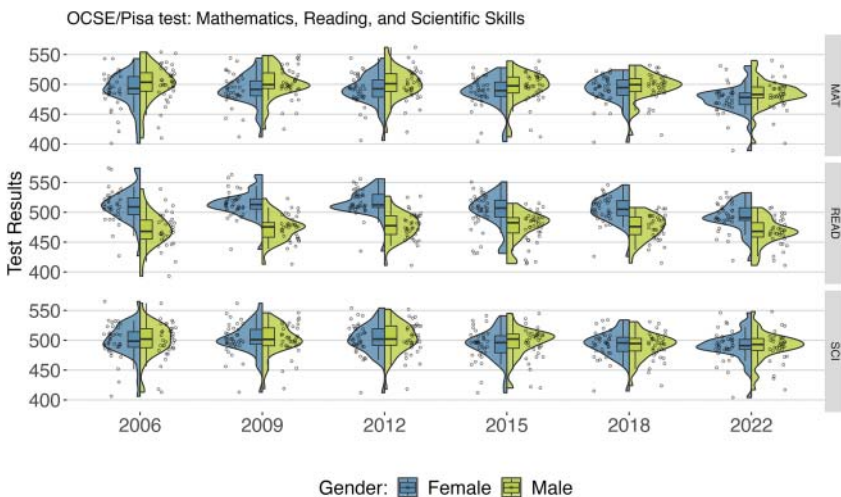 OCSE/Pisa test: Mathematics, Reading, and Scientific Skills
Test Results
550
500
450
400
MAT
550
500
450
400
READ
550
500
450
400
SCI
2006 2009 2012 2015 2018 2022
Gender: Female Male